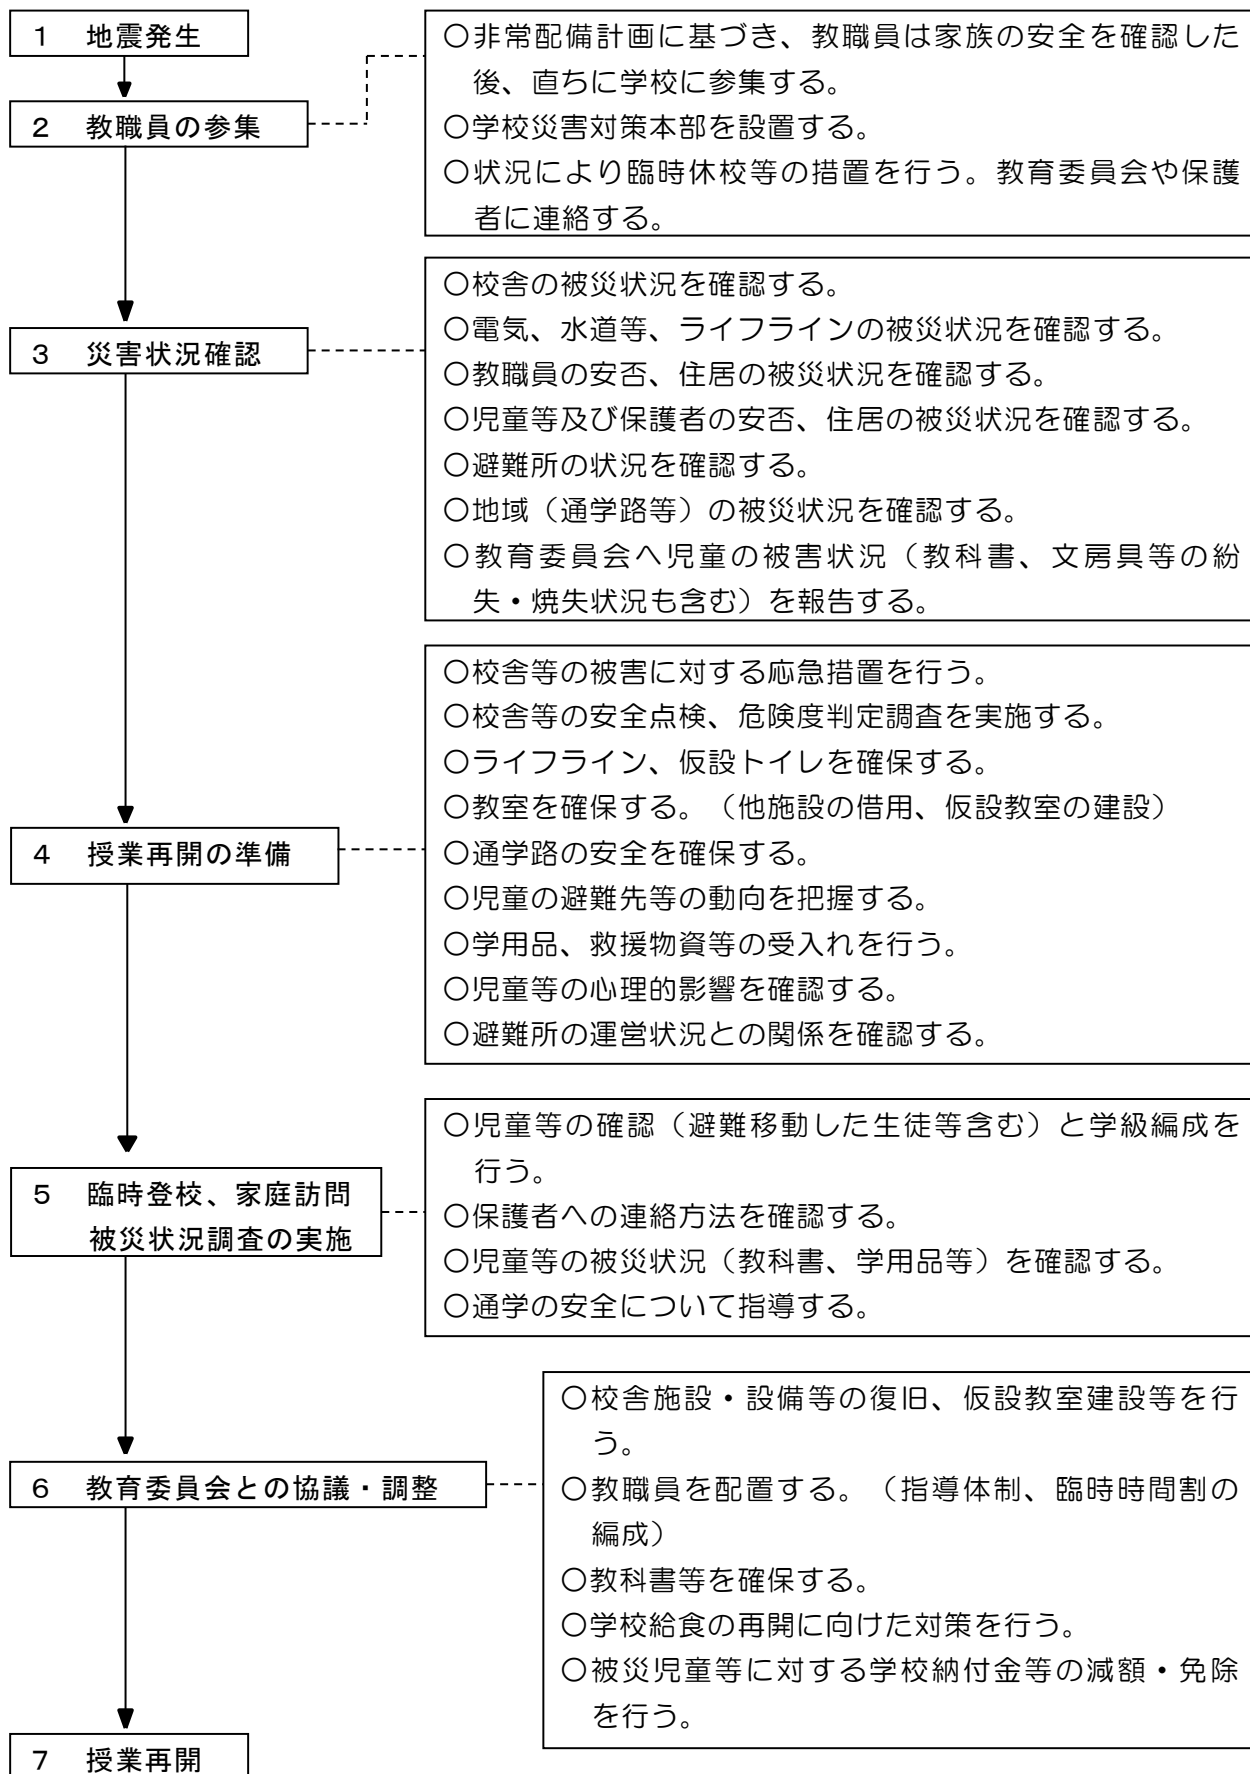 1 地震発生
2 教職員の参集
○非常配備計画に基づき、教職員は家族の安全を確認した
後、直ちに学校に参集する。
○学校災害対策本部を設置する。
○状況により臨時休校等の措置を行う。教育委員会や保護
者に連絡する。
3 災害状況確認
○校舎の被災状況を確認する。
○電気、水道等、ライフラインの被災状況を確認する。
○教職員の安否、住居の被災状況を確認する。
○児童等及び保護者の安否、住居の被災状況を確認する。
○避難所の状況を確認する。
○地域（通学路等）の被災状況を確認する。
○教育委員会へ児童の被害状況（教科書、文房具等の紛
失・焼失状況も含む）を報告する。
4 授業再開の準備
○校舎等の被害に対する応急措置を行う。
○校舎等の安全点検、危険度判定調査を実施する。
○ライフライン、仮設トイレを確保する。
○教室を確保する。（他施設の借用、仮設教室の建設）
○通学路の安全を確保する。
○児童の避難先等の動向を把握する。
○学用品、救援物資等の受入れを行う。
○児童等の心理的影響を確認する。
○避難所の運営状況との関係を確認する。
5 臨時登校、家庭訪問
被災状況調査の実施
○児童等の確認（避難移動した生徒等含む）と学級編成を
行う。
○保護者への連絡方法を確認する。
○児童等の被災状況（教科書、学用品等）を確認する。
○通学の安全について指導する。
6 教育委員会との協議・調整
○校舎施設・設備等の復旧、仮設教室建設等を行
う。
○教職員を配置する。（指導体制、臨時時間割の
編成）
○教科書等を確保する。
○学校給食の再開に向けた対策を行う。
○被災児童等に対する学校納付金等の減額・免除
を行う。
7 授業再開